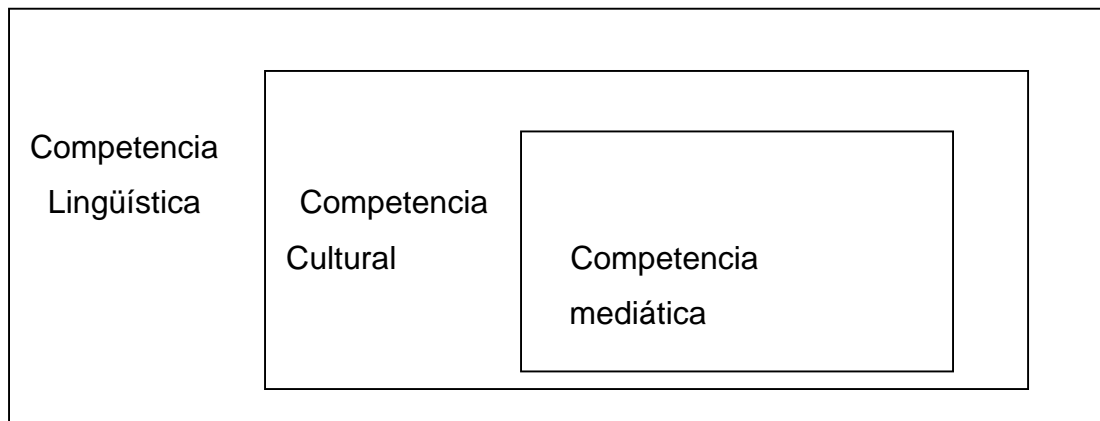 Competencia
Lingüística
Competencia
Cultural
Competencia
mediática